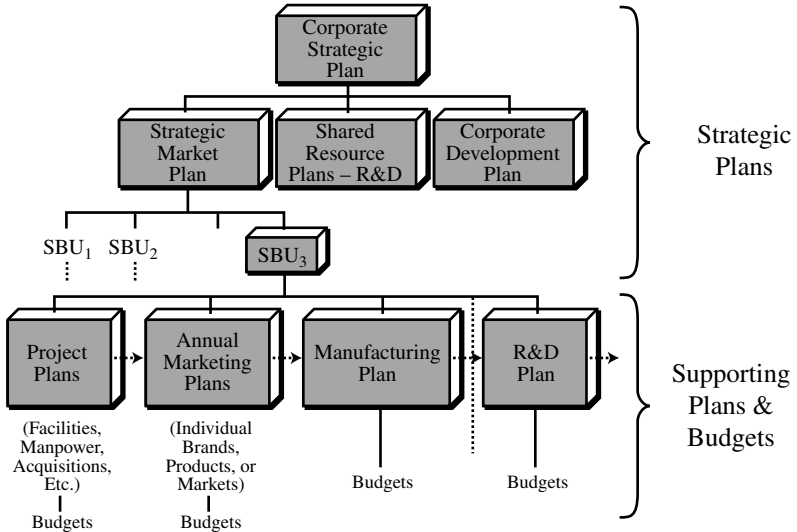 Corporate
Strategic
Plan
Strategic
Market
Plan
Shared
Resource
Plans – R&D
Corporate
Development
Plan
Strategic
Plans
SBU₁
SBU₂
SBU₃
Project
Plans
Annual
Marketing
Plans
Manufacturing
Plan
R&D
Plan
Supporting
Plans &
Budgets
(Facilities,
Manpower,
Acquisitions,
Etc.)
Budgets
(Individual
Brands,
Products, or
Markets)
Budgets
Budgets
Budgets